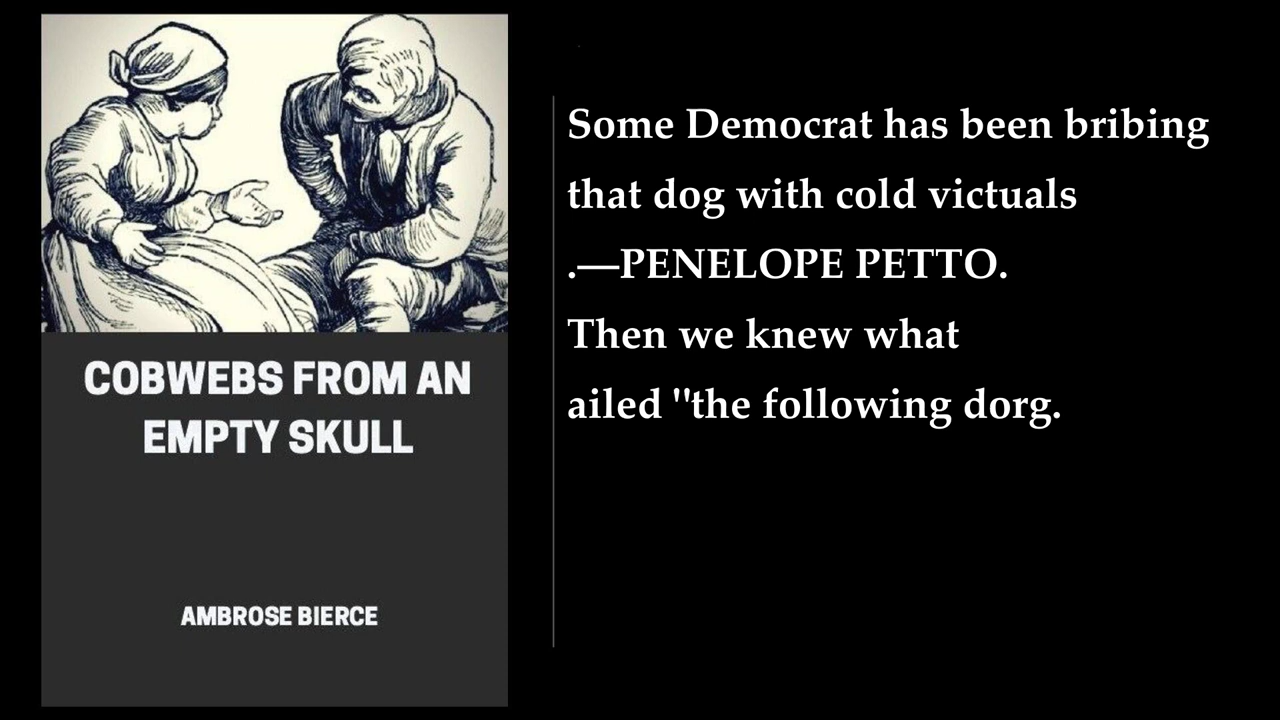 COBWEBS FROM AN
EMPTY SKULL
AMBROSE BIERCE
Some Democrat has been bribing
that dog with cold victuals
.—PENELOPE PETTO.
Then we knew what
ailed "the following dorg.